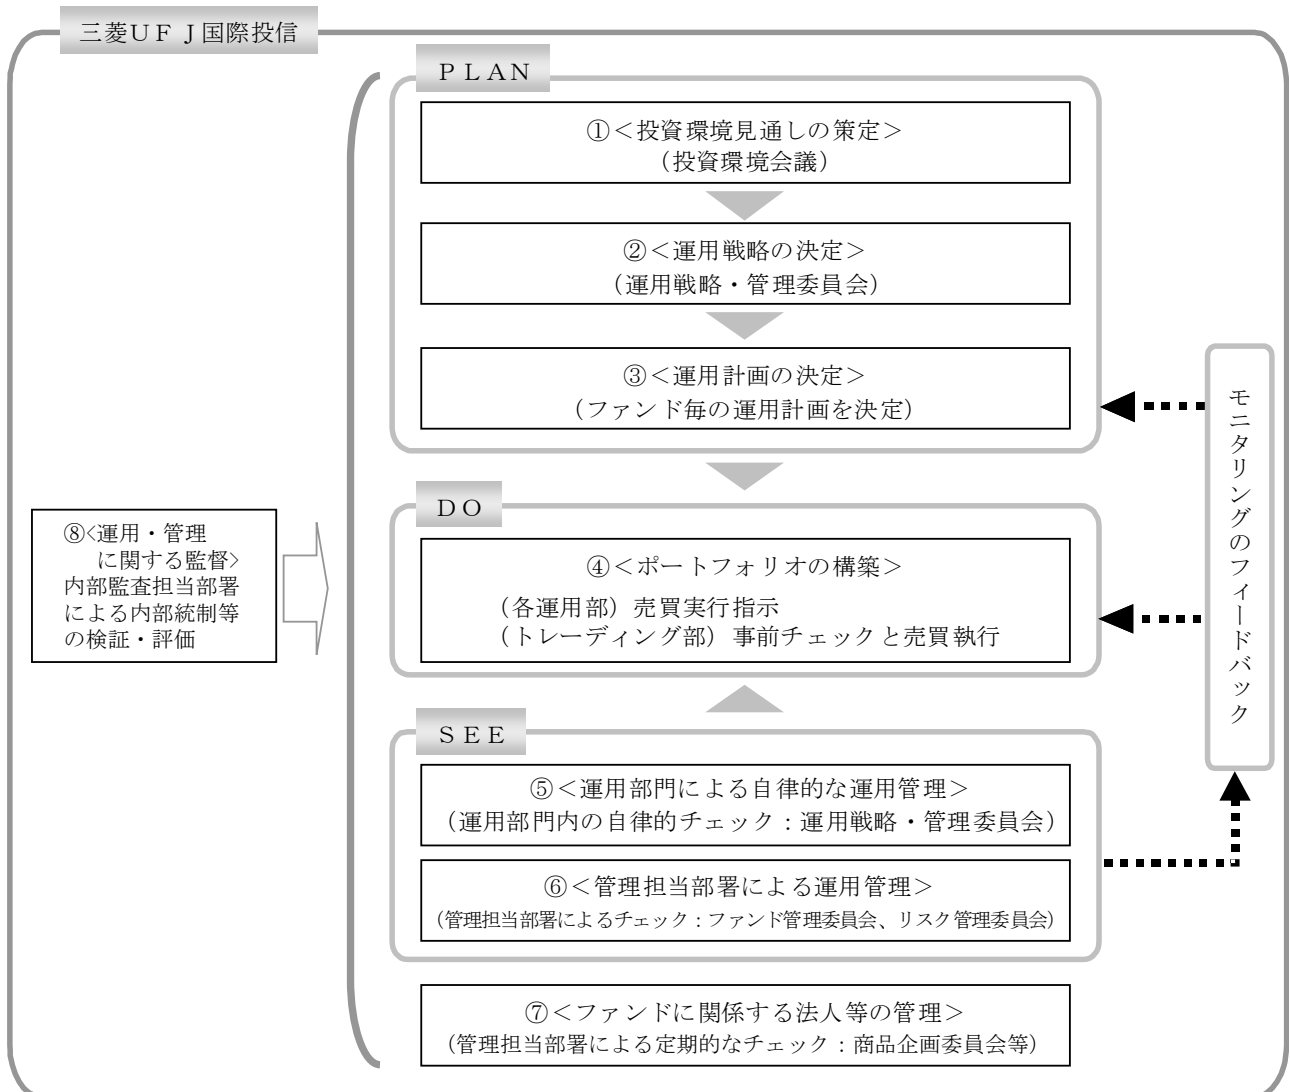 三菱ＵＦＪ国際投信
ＰＬＡＮ
①＜投資環境見通しの策定＞
（投資環境会議）
②＜運用戦略の決定＞
（運用戦略・管理委員会）
③＜運用計画の決定＞
（ファンド毎の運用計画を決定）
ＤＯ
④＜ポートフォリオの構築＞
（各運用部）売買実行指示
（トレーディング部）事前チェックと売買執行
ＳＥＥ
⑤＜運用部門による自律的な運用管理＞
（運用部門内の自律的チェック：運用戦略・管理委員会）
⑥＜管理担当部署による運用管理＞
（管理担当部署によるチェック：ファンド管理委員会、リスク管理委員会）
⑦＜ファンドに関係する法人等の管理＞
（管理担当部署による定期的なチェック：商品企画委員会等）
⑧<運用・管理
に関する監督>
内部監査担当部署
による内部統制等
の検証・評価
モニタリングのフィードバック